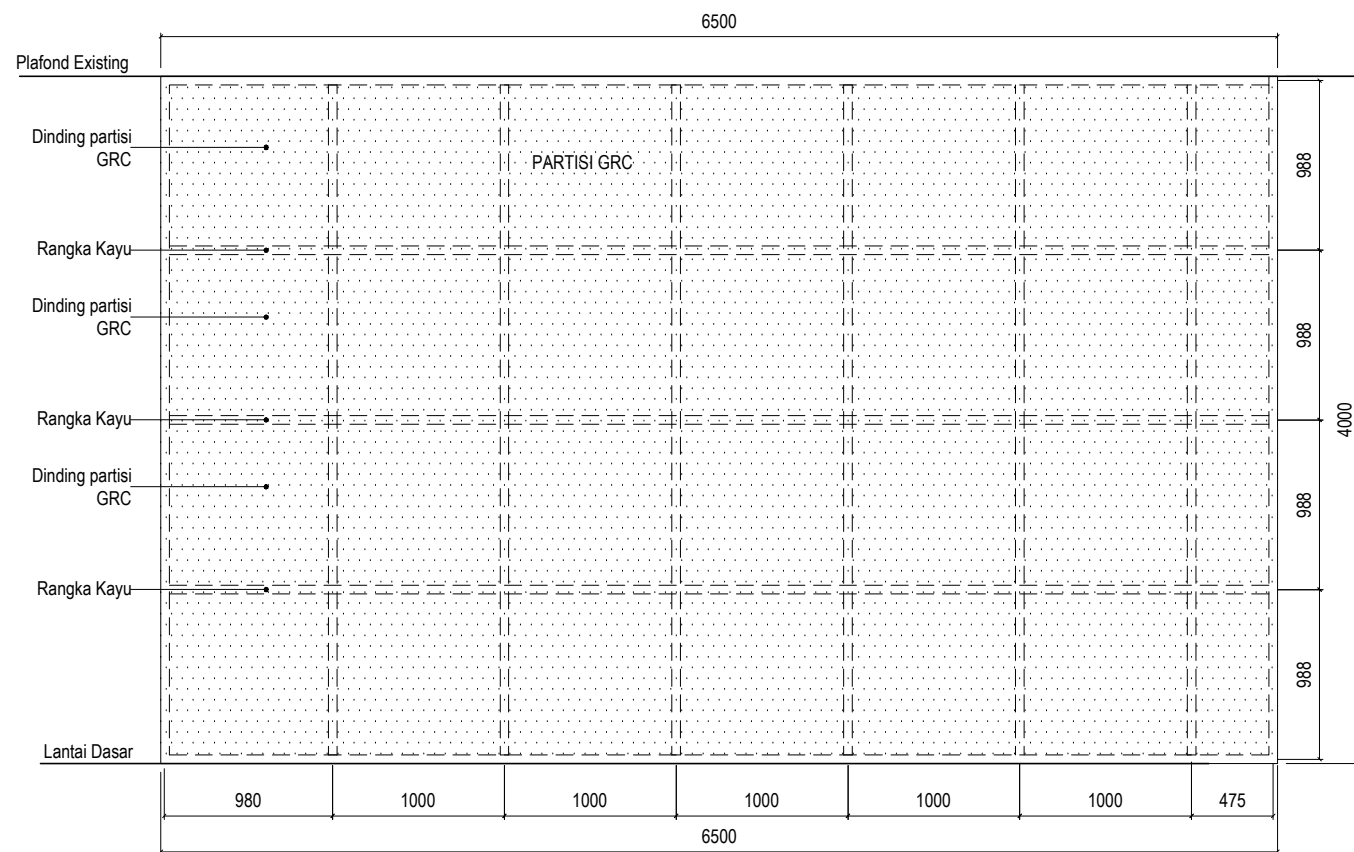 6500
Plafond Existing
Dinding partisi
GRC
PARTISI GRC
988
Rangka Kayu
Dinding partisi
GRC
988
Rangka Kayu
4000
Dinding partisi
GRC
988
Rangka Kayu
988
Lantai Dasar
980 1000 1000 1000 1000 1000 475
6500